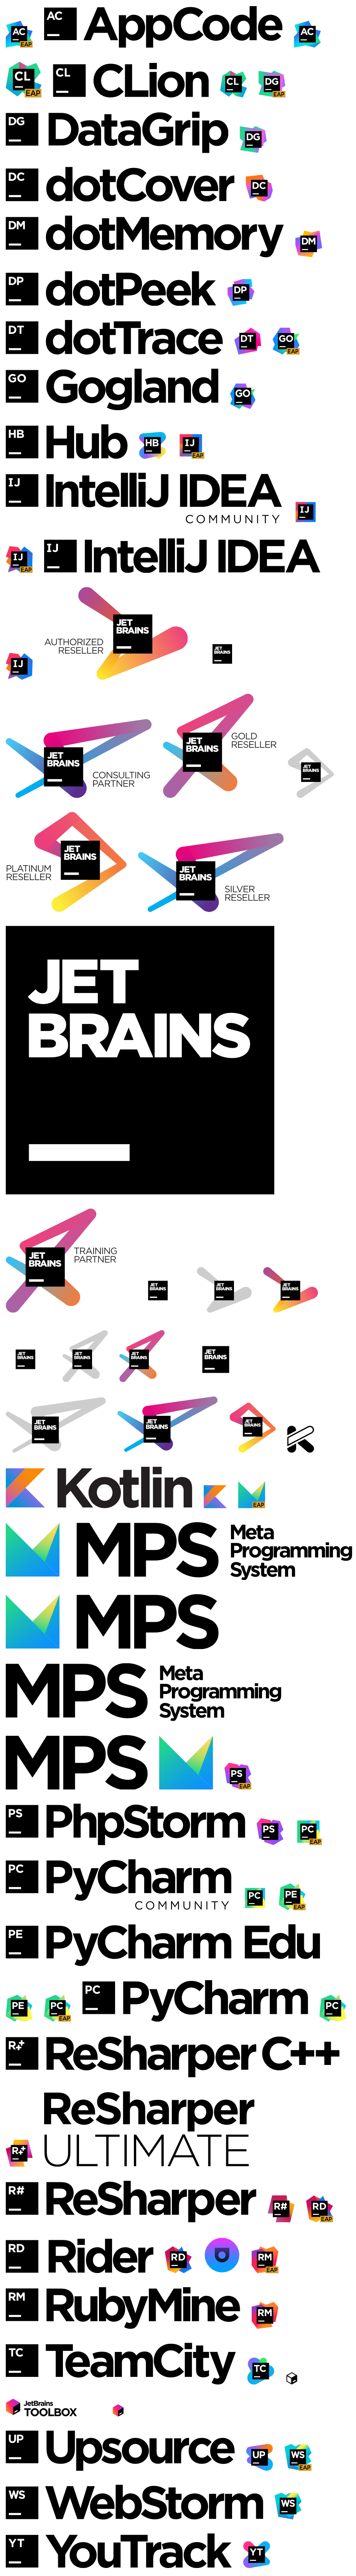 AC EAP AC AppCode AC
CL EAP CL CLion CL DG EAP
DG DataGrip DG
DC dotCover DC
DM dotMemory DM
DP dotPeek DP
DT dotTrace DT GO EAP
GO Gogland GO
HB Hub HB IJ EAP
IJ IntelliJ IDEA IJ
COMMUNITY
IJ EAP IJ IntelliJ IDEA
IJ
AUTHORIZED
RESELLER
JET
BRAINS
JET
BRAINS
JET
BRAINS
CONSULTING
PARTNER
JET
BRAINS
GOLD
RESELLER
JET
BRAINS
PLATINUM
RESELLER
JET
BRAINS
JET
BRAINS
SILVER
RESELLER
JET
BRAINS
JET
BRAINS
TRAINING
PARTNER
JET
BRAINS
JET
BRAINS
JET
BRAINS
JET
BRAINS
JET
BRAINS
JET
BRAINS
JET
BRAINS
JET
BRAINS
JET
BRAINS
JET
BRAINS
Kotlin EAP
MPS
Meta
Programming
System
MPS
MPS
Meta
Programming
System
MPS PS EAP
PS PhpStorm PS PC EAP
PC PyCharm PC PE EAP
COMMUNITY
PE PyCharm Edu
PE PC EAP PC PyCharm PC
R++ ReSharper C++
ReSharper
R++ ULTIMATE
R# ReSharper R# RD EAP
RD Rider RD RM EAP
RM RubyMine RM
TC TeamCity TC
JetBrains
TOOLBOX
UP Upsource UP WS EAP
WS WebStorm WS
YT YouTrack YT